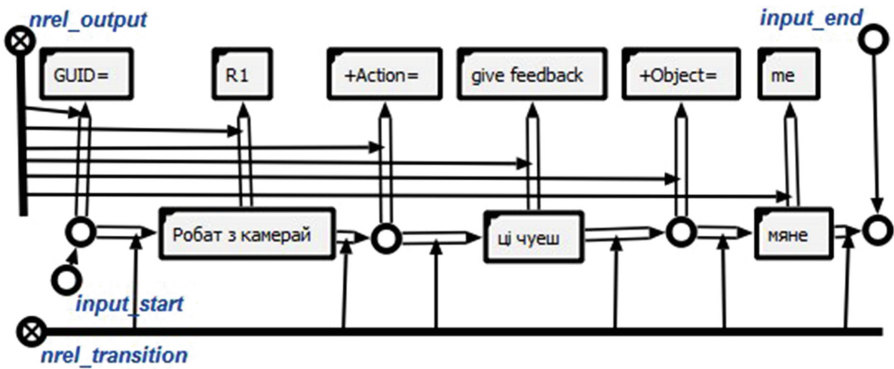 nrel_output
input_end
GUID=
R1
+Action=
give feedback
+Object=
me
Робат з камерай
ці чуеш
мяне
input_start
nrel_transition